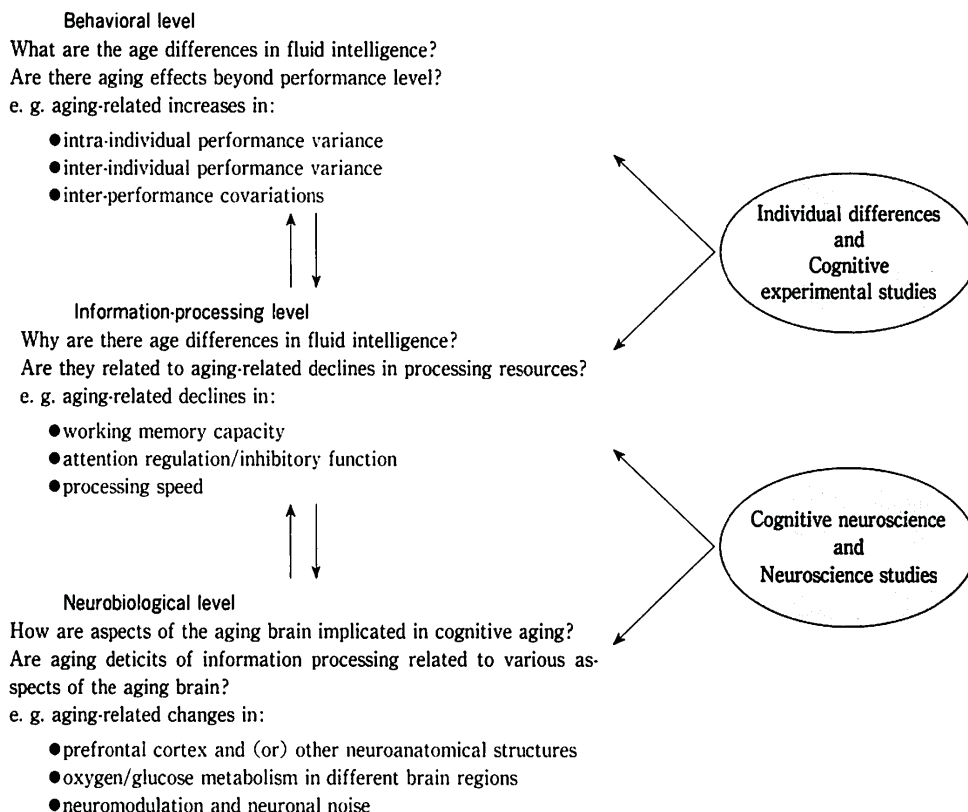 Behavioral level
What are the age differences in fluid intelligence?
Are there aging effects beyond performance level?
e. g. aging-related increases in:
●intra-individual performance variance
●inter-individual performance variance
●inter-performance covariations
Individual differences
and
Cognitive
experimental studies
Information-processing level
Why are there age differences in fluid intelligence?
Are they related to aging-related declines in processing resources?
e. g. aging-related declines in:
●working memory capacity
●attention regulation/inhibitory function
●processing speed
Cognitive neuroscience
and
Neuroscience studies
Neurobiological level
How are aspects of the aging brain implicated in cognitive aging?
Are aging deticits of information processing related to various as-
spects of the aging brain?
e. g. aging-related changes in:
●prefrontal cortex and (or) other neuroanatomical structures
●oxygen/glucose metabolism in different brain regions
●neuromodulation and neuronal noise